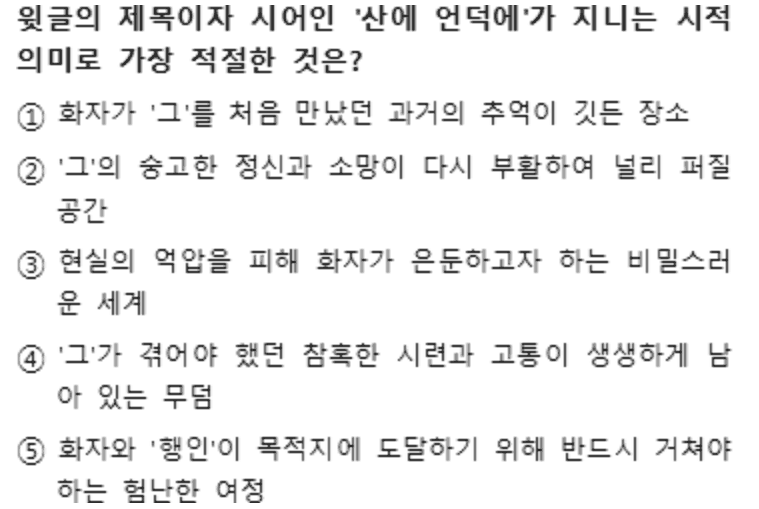 윗글의 제목이자 시어인 '산에 언덕에'가 지니는 시적
의미로 가장 적절한 것은?
① 화자가 '그'를 처음 만났던 과거의 추억이 깃든 장소
② '그'의 숭고한 정신과 소망이 다시 부활하여 널리 퍼질
공간
③ 현실의 억압을 피해 화자가 은둔하고자 하는 비밀스러
운 세계
④ '그'가 겪어야 했던 참혹한 시련과 고통이 생생하게 남
아 있는 무덤
⑤ 화자와 '행인'이 목적지에 도달하기 위해 반드시 거쳐야
하는 험난한 여정